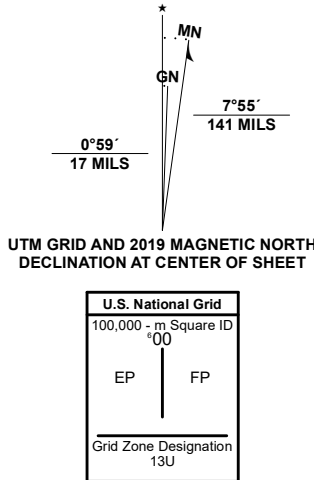 ★
MN
GN
7°55´
141 MILS
0°59´
17 MILS
UTM GRID AND 2019 MAGNETIC NORTH
DECLINATION AT CENTER OF SHEET
U.S. National Grid
100,000 - m Square ID
⁶00
EP FP
Grid Zone Designation
13U